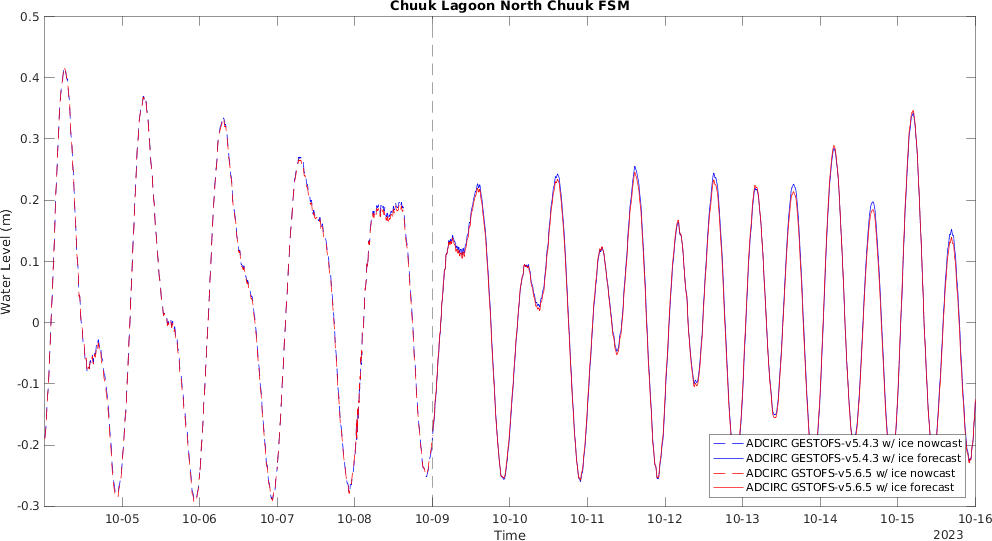 Chuuk Lagoon North Chuuk FSM
0.5
0.4
0.3
0.2
0.1
0
-0.1
-0.2
-0.3
Water Level (m)
ADCIRC GESTOFS-v5.4.3 w/ ice nowcast
ADCIRC GESTOFS-v5.4.3 w/ ice forecast
ADCIRC GSTOFS-v5.6.5 w/ ice nowcast
ADCIRC GSTOFS-v5.6.5 w/ ice forecast
10-05 10-06 10-07 10-08 10-09 10-10 10-11 10-12 10-13 10-14 10-15 10-16
Time
2023